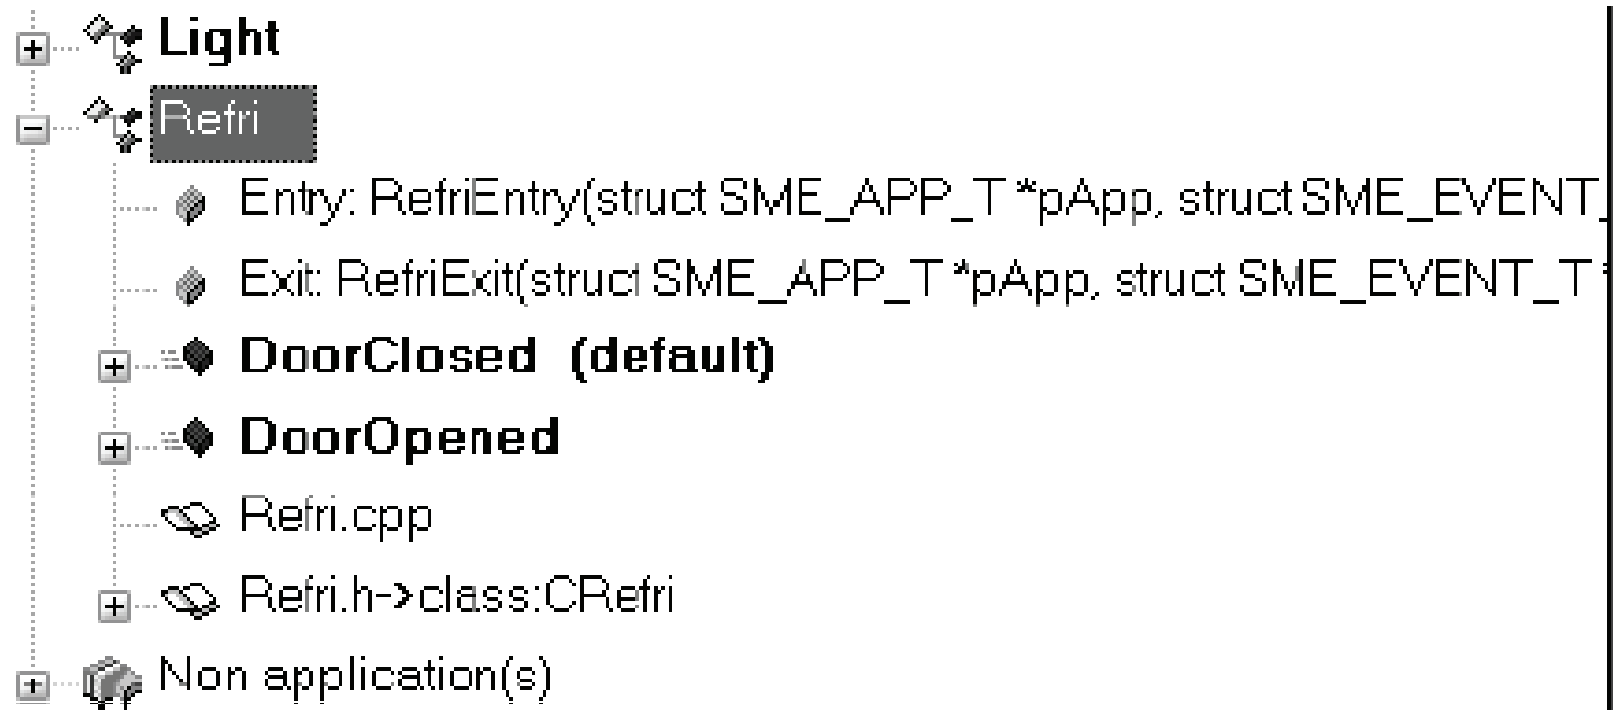 Light
Refri
Entry: RefriEntry(struct SME_APP_T *pApp, struct SME_EVENT_
Exit: RefriExit(struct SME_APP_T *pApp, struct SME_EVENT_T *
DoorClosed (default)
DoorOpened
Refri.cpp
Refri.h->class:CRefri
Non application(s)